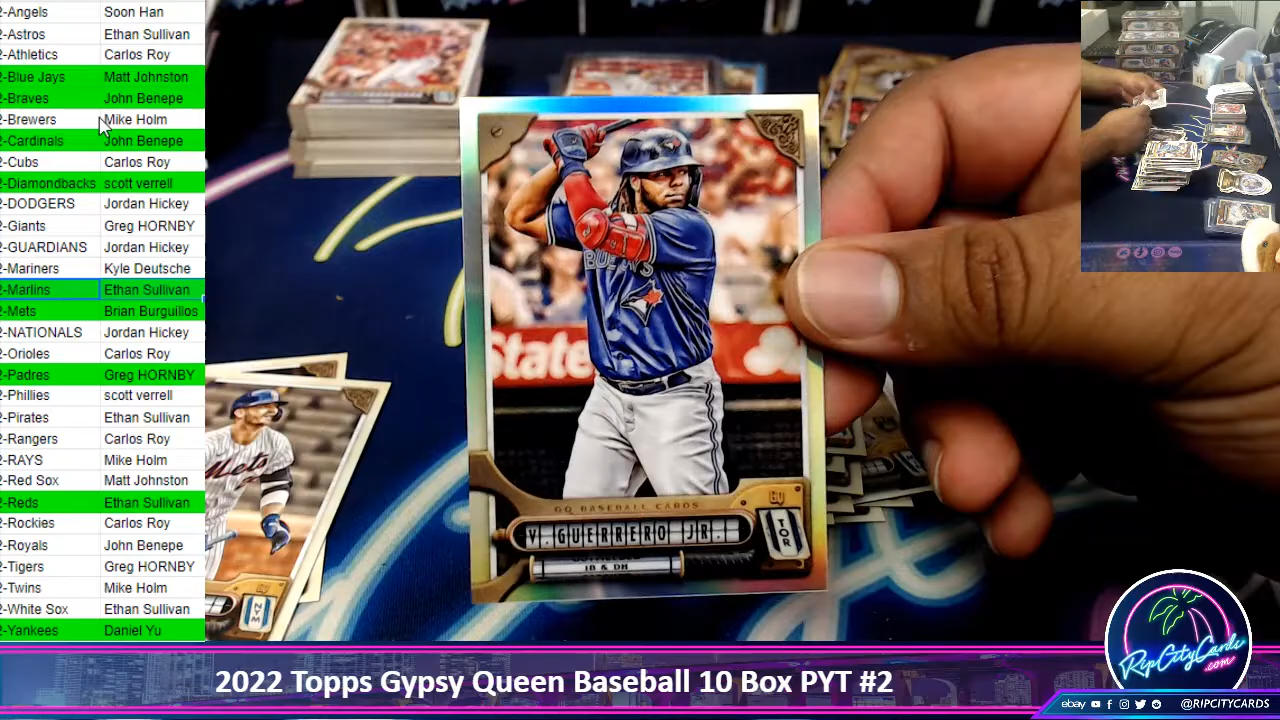 2-Angels Soon Han
2-Astros Ethan Sullivan
2-Athletics Carlos Roy
2-Blue Jays Matt Johnston
2-Braves John Benepe
2-Brewers Mike Holm
2-Cardinals John Benepe
2-Cubs Carlos Roy
2-Diamondbacks scott verrell
2-DODGERS Jordan Hickey
2-Giants Greg HORNBY
2-GUARDIANS Jordan Hickey
2-Mariners Kyle Deutsche
2-Marlins Ethan Sullivan
2-Mets Brian Burguillos
2-NATIONALS Jordan Hickey
2-Orioles Carlos Roy
2-Padres Greg HORNBY
2-Phillies scott verrell
2-Pirates Ethan Sullivan
2-Rangers Carlos Roy
2-RAYS Mike Holm
2-Red Sox Matt Johnston
2-Reds Ethan Sullivan
2-Rockies Carlos Roy
2-Royals John Benepe
2-Tigers Greg HORNBY
2-Twins Mike Holm
2-White Sox Ethan Sullivan
2-Yankees Daniel Yu
State
GQ BASEBALL CARDS
GQ
V. GUERRERO JR.
TOR
1B & DH
Mets
NYM
2022 Topps Gypsy Queen Baseball 10 Box PYT #2
RipCityCards
.com
ebay @RIPCITYCARDS